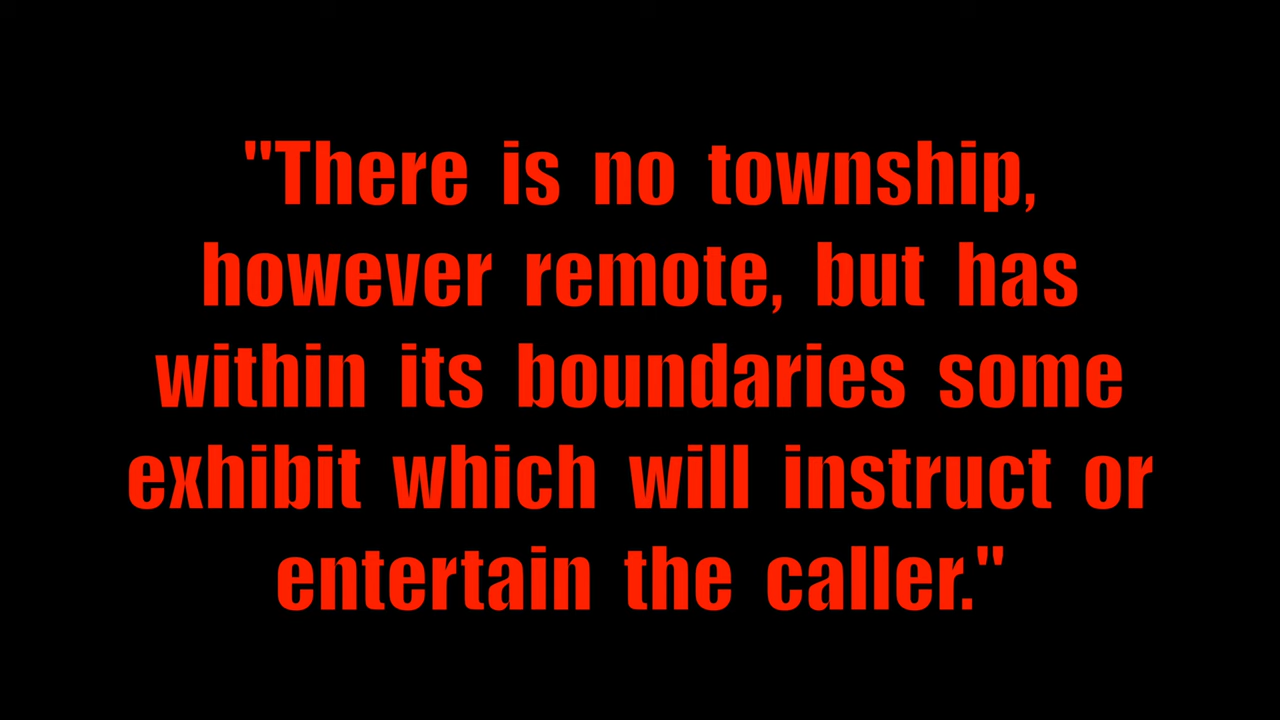 "There is no township,
however remote, but has
within its boundaries some
exhibit which will instruct or
entertain the caller."